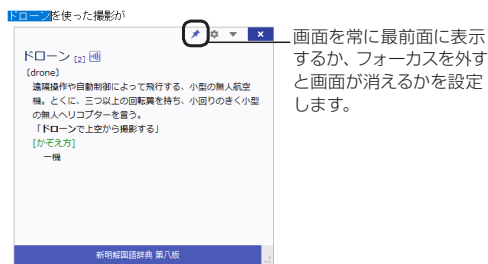 ドローンを使った撮影が
ドローン [2]
〔drone〕
遠隔操作や自動制御によって飛行する、小型の無人航空
機。とくに、三つ以上の回転翼を持ち、小回りのきく小型
の無人ヘリコプターを言う。
「ドローンで上空から撮影する」
[かぞえ方]
一機
新明解国語辞典 第八版
画面を常に最前面に表示
するか、フォーカスを外す
と画面が消えるかを設定
します。